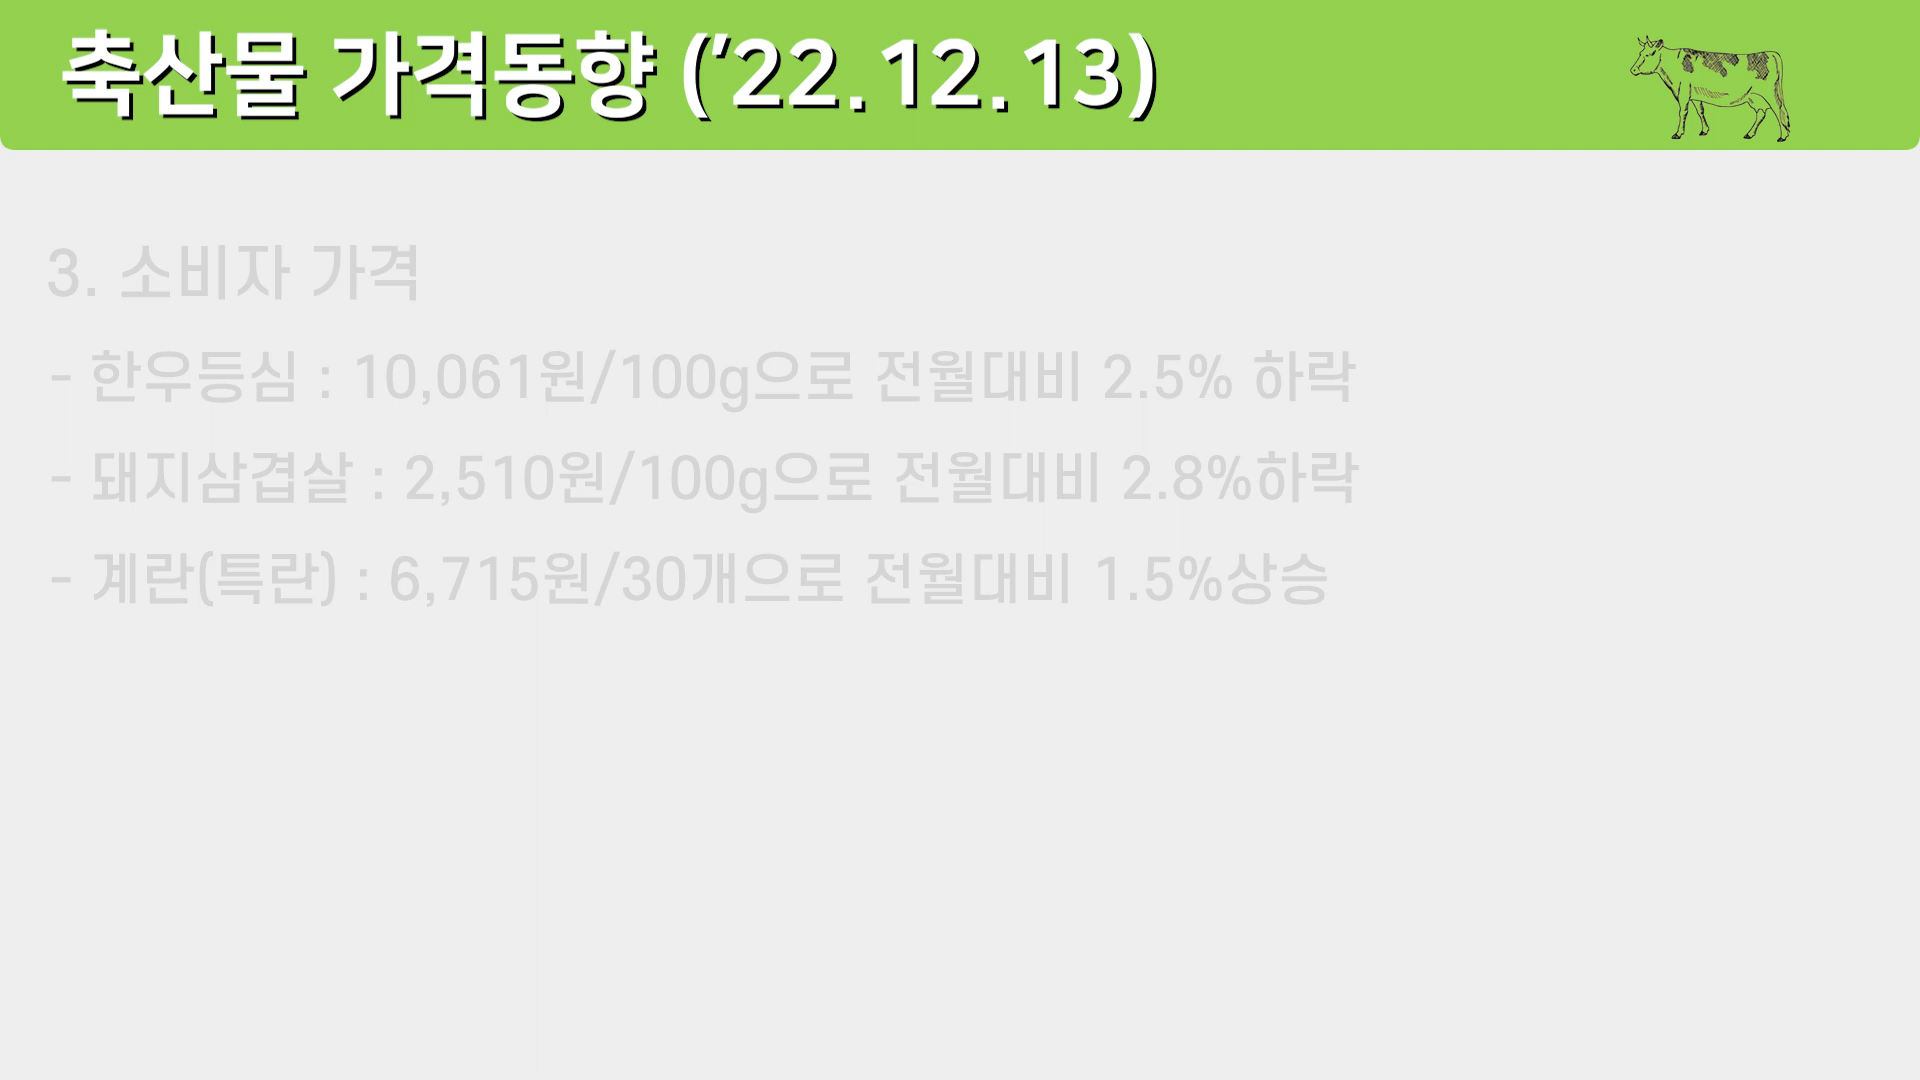 축산물 가격동향 (’22.12.13)
3. 소비자 가격
- 한우등심 : 10,061원/100g으로 전월대비 2.5% 하락
- 돼지삼겹살 : 2,510원/100g으로 전월대비 2.8%하락
- 계란(특란) : 6,715원/30개으로 전월대비 1.5%상승